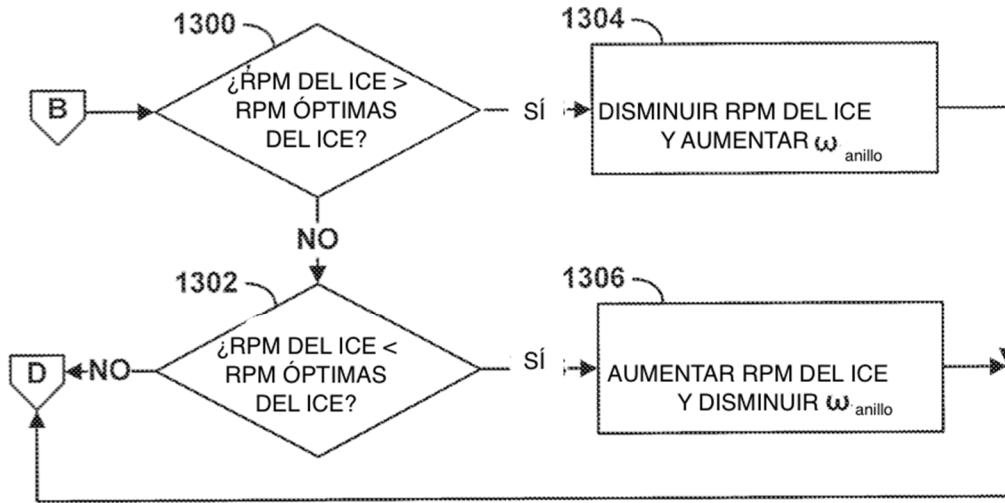 1300
1304
B
¿RPM DEL ICE >
RPM ÓPTIMAS
DEL ICE?
SÍ
DISMINUIR RPM DEL ICE
Y AUMENTAR ω anillo
NO
1302
1306
D
NO
¿RPM DEL ICE <
RPM ÓPTIMAS
DEL ICE?
SÍ
AUMENTAR RPM DEL ICE
Y DISMINUIR ω anillo